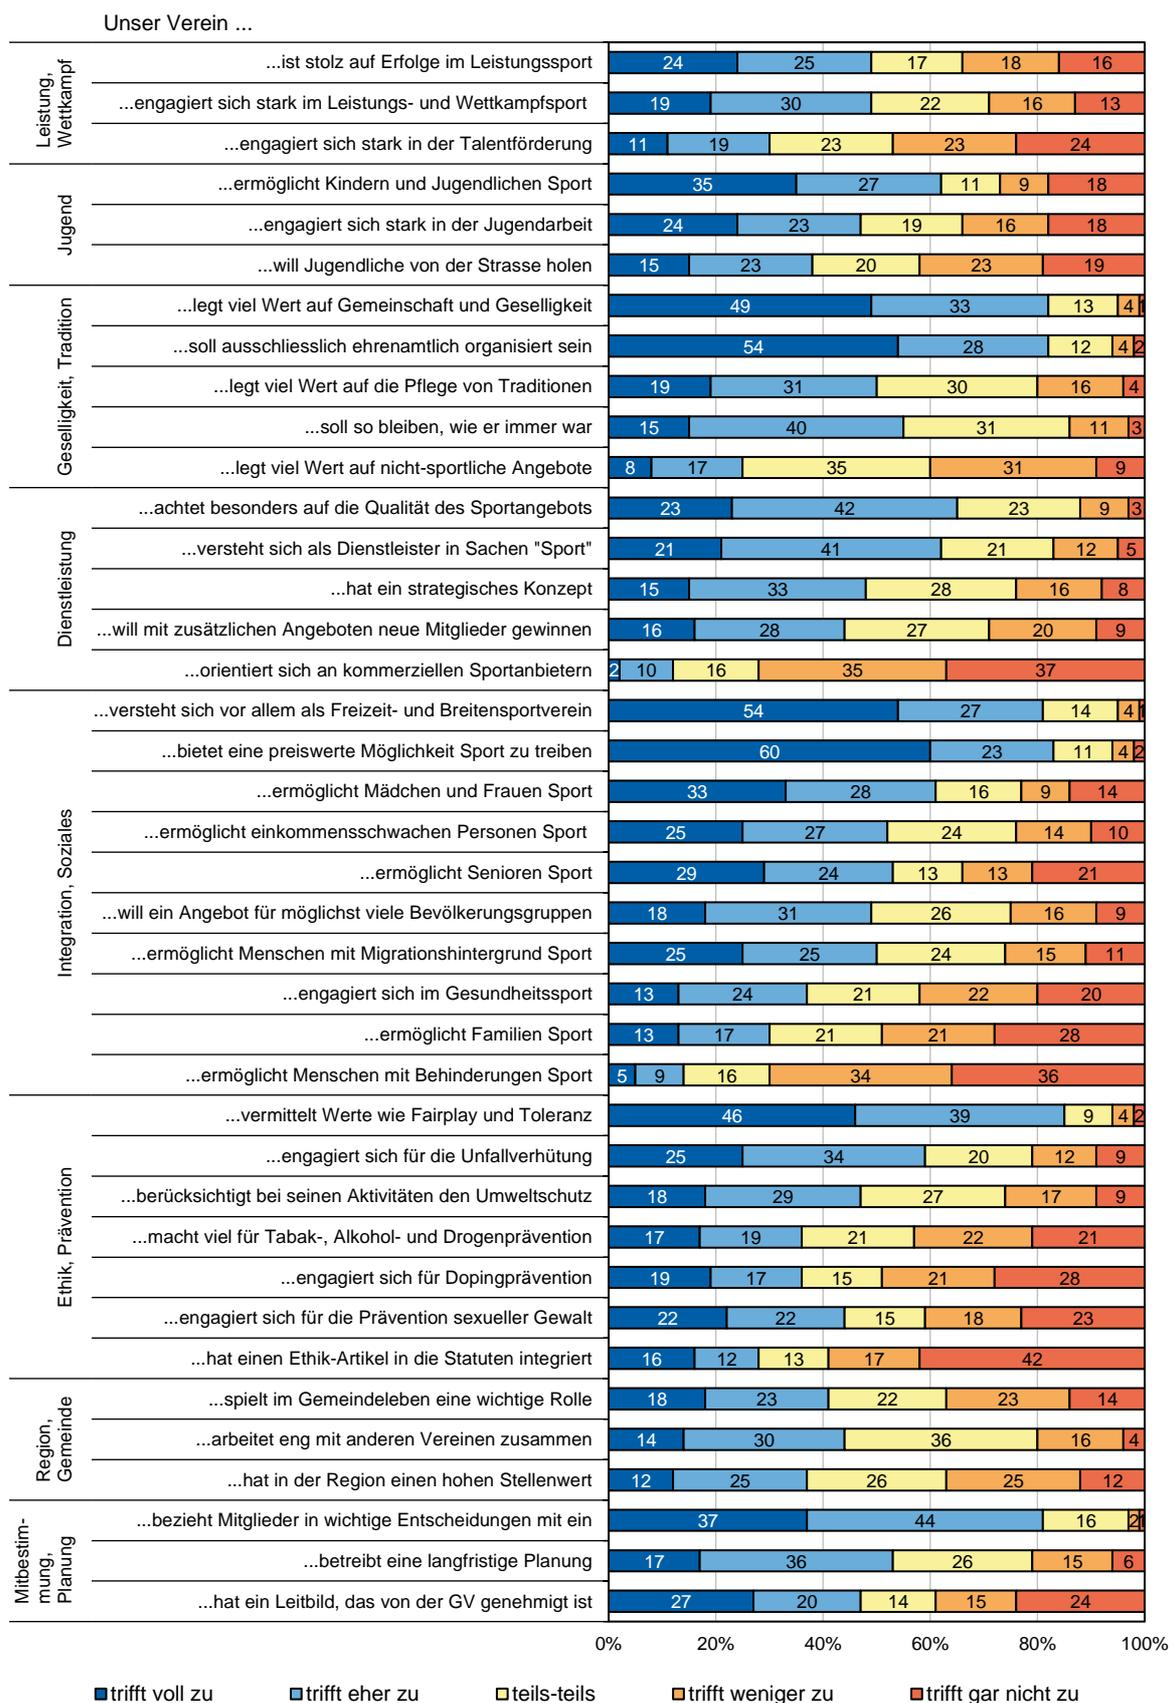 Unser Verein ...
Leistung,
Wettkampf
...ist stolz auf Erfolge im Leistungssport 24 25 17 18 16
...engagiert sich stark im Leistungs- und Wettkampfsport 19 30 22 16 13
...engagiert sich stark in der Talentförderung 11 19 23 23 24
Jugend
...ermöglicht Kindern und Jugendlichen Sport 35 27 11 9 18
...engagiert sich stark in der Jugendarbeit 24 23 19 16 18
...will Jugendliche von der Strasse holen 15 23 20 23 19
Geselligkeit, Tradition
...legt viel Wert auf Gemeinschaft und Geselligkeit 49 33 13 4 1
...soll ausschliesslich ehrenamtlich organisiert sein 54 28 12 4 2
...legt viel Wert auf die Pflege von Traditionen 19 31 30 16 4
...soll so bleiben, wie er immer war 15 40 31 11 3
...legt viel Wert auf nicht-sportliche Angebote 8 17 35 31 9
Dienstleistung
...achtet besonders auf die Qualität des Sportangebots 23 42 23 9 3
...versteht sich als Dienstleister in Sachen "Sport" 21 41 21 12 5
...hat ein strategisches Konzept 15 33 28 16 8
...will mit zusätzlichen Angeboten neue Mitglieder gewinnen 16 28 27 20 9
...orientiert sich an kommerziellen Sportanbietern 2 10 16 35 37
Integration, Soziales
...versteht sich vor allem als Freizeit- und Breitensportverein 54 27 14 4 1
...bietet eine preiswerte Möglichkeit Sport zu treiben 60 23 11 4 2
...ermöglicht Mädchen und Frauen Sport 33 28 16 9 14
...ermöglicht einkommensschwachen Personen Sport 25 27 24 14 10
...ermöglicht Senioren Sport 29 24 13 13 21
...will ein Angebot für möglichst viele Bevölkerungsgruppen 18 31 26 16 9
...ermöglicht Menschen mit Migrationshintergrund Sport 25 25 24 15 11
...engagiert sich im Gesundheitssport 13 24 21 22 20
...ermöglicht Familien Sport 13 17 21 21 28
...ermöglicht Menschen mit Behinderungen Sport 5 9 16 34 36
Ethik, Prävention
...vermittelt Werte wie Fairplay und Toleranz 46 39 9 4 2
...engagiert sich für die Unfallverhütung 25 34 20 12 9
...berücksichtigt bei seinen Aktivitäten den Umweltschutz 18 29 27 17 9
...macht viel für Tabak-, Alkohol- und Drogenprävention 17 19 21 22 21
...engagiert sich für Dopingprävention 19 17 15 21 28
...engagiert sich für die Prävention sexueller Gewalt 22 22 15 18 23
...hat einen Ethik-Artikel in die Statuten integriert 16 12 13 17 42
Region,
Gemeinde
...spielt im Gemeindeleben eine wichtige Rolle 18 23 22 23 14
...arbeitet eng mit anderen Vereinen zusammen 14 30 36 16 4
...hat in der Region einen hohen Stellenwert 12 25 26 25 12
Mitbestim-
mung,
Planung
...bezieht Mitglieder in wichtige Entscheidungen mit ein 37 44 16 2 1
...betreibt eine langfristige Planung 17 36 26 15 6
...hat ein Leitbild, das von der GV genehmigt ist 27 20 14 15 24
0% 20% 40% 60% 80% 100%
trifft voll zu trifft eher zu teils-teils trifft weniger zu trifft gar nicht zu